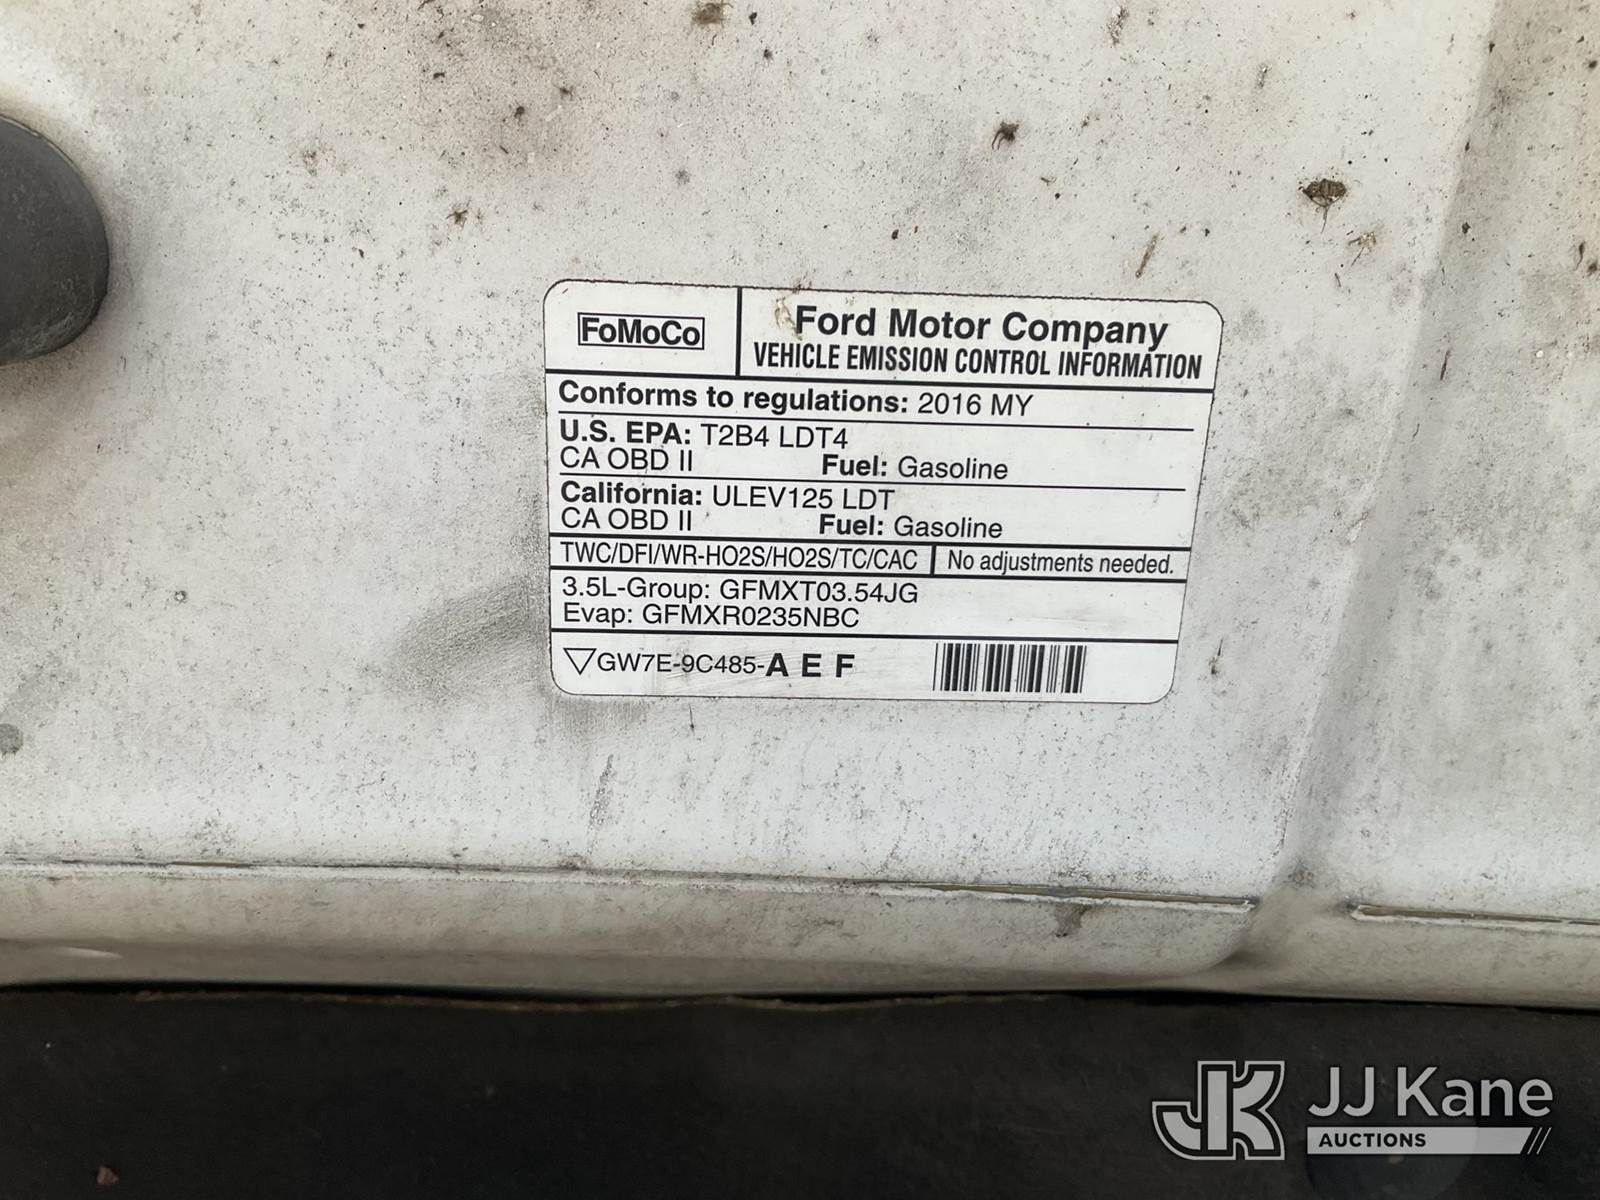 FoMoCo
Ford Motor Company
VEHICLE EMISSION CONTROL INFORMATION
Conforms to regulations: 2016 MY
U.S. EPA: T2B4 LDT4
CA OBD II Fuel: Gasoline
California: ULEV125 LDT
CA OBD II Fuel: Gasoline
TWC/DFI/WR-HO2S/HO2S/TC/CAC No adjustments needed.
3.5L-Group: GFMXT03.54JG
Evap: GFMXR0235NBC
GW7E-9C485-A E F
JK JJ Kane
AUCTIONS